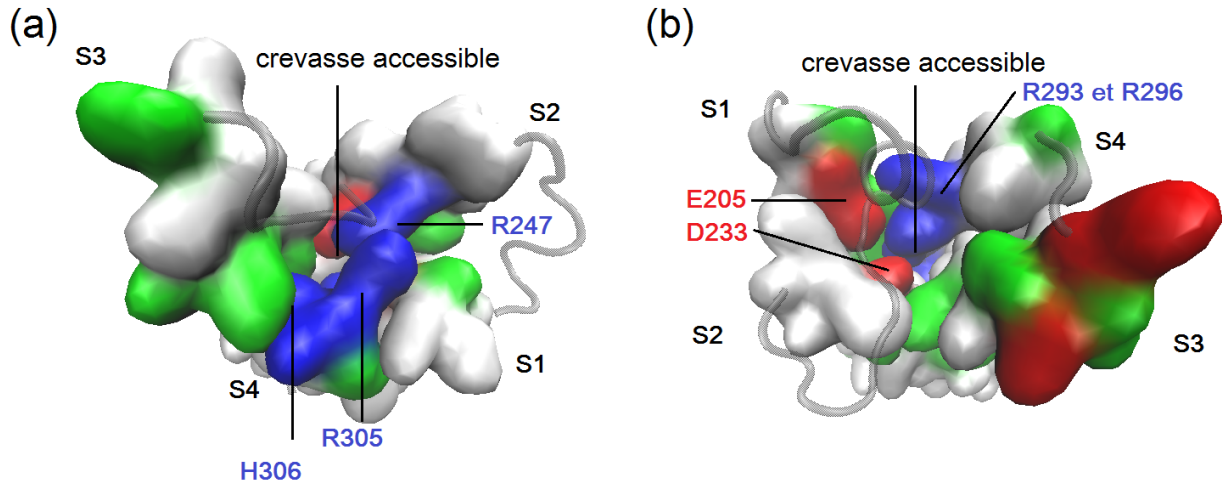 (a)
S3
crevasse accessible
S2
R247
S1
S4
R305
H306
(b)
crevasse accessible
S1
R293 et R296
S4
E205
D233
S2
S3